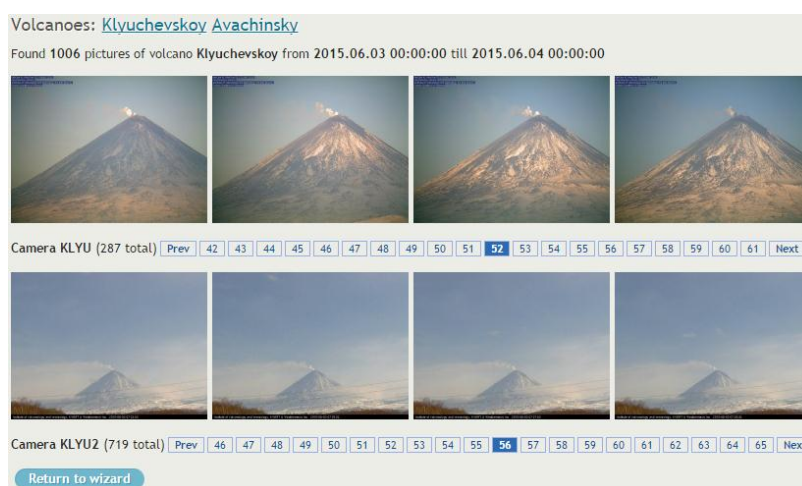 Volcanoes: Klyuchevskoy Avachinsky
Found 1006 pictures of volcano Klyuchevskoy from 2015.06.03 00:00:00 till 2015.06.04 00:00:00
Camera KLYU (287 total) Prev 42 43 44 45 46 47 48 49 50 51 52 53 54 55 56 57 58 59 60 61 Next
Camera KLYU2 (719 total) Prev 46 47 48 49 50 51 52 53 54 55 56 57 58 59 60 61 62 63 64 65 Nex
Return to wizard